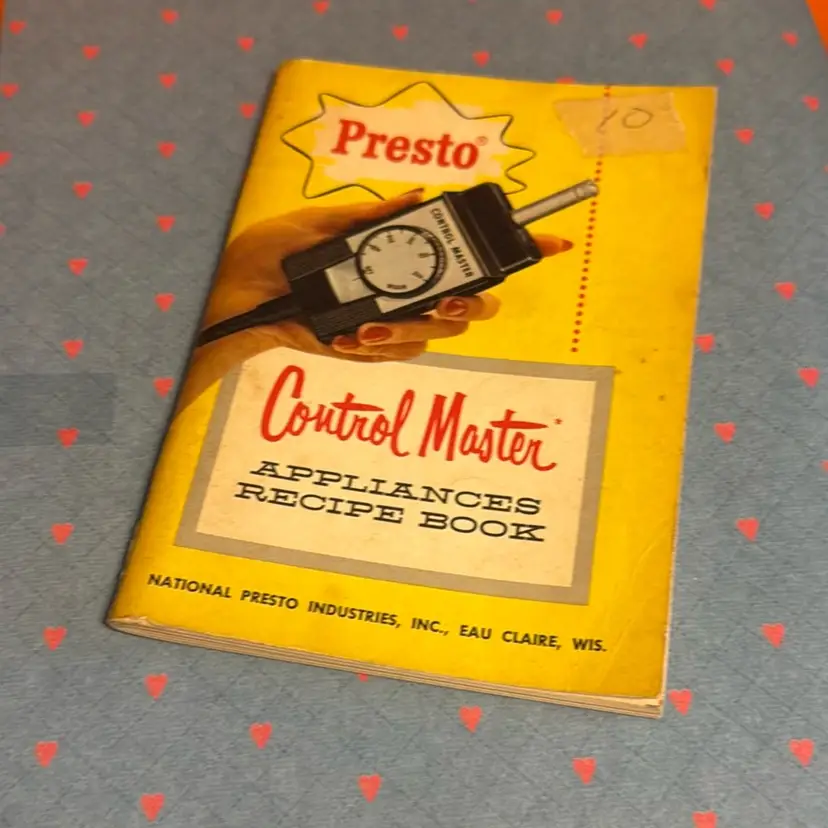 Presto®
10
CONTROL MASTER
Control Master
APPLIANCES
RECIPE BOOK
NATIONAL PRESTO INDUSTRIES, INC., EAU CLAIRE, WIS.